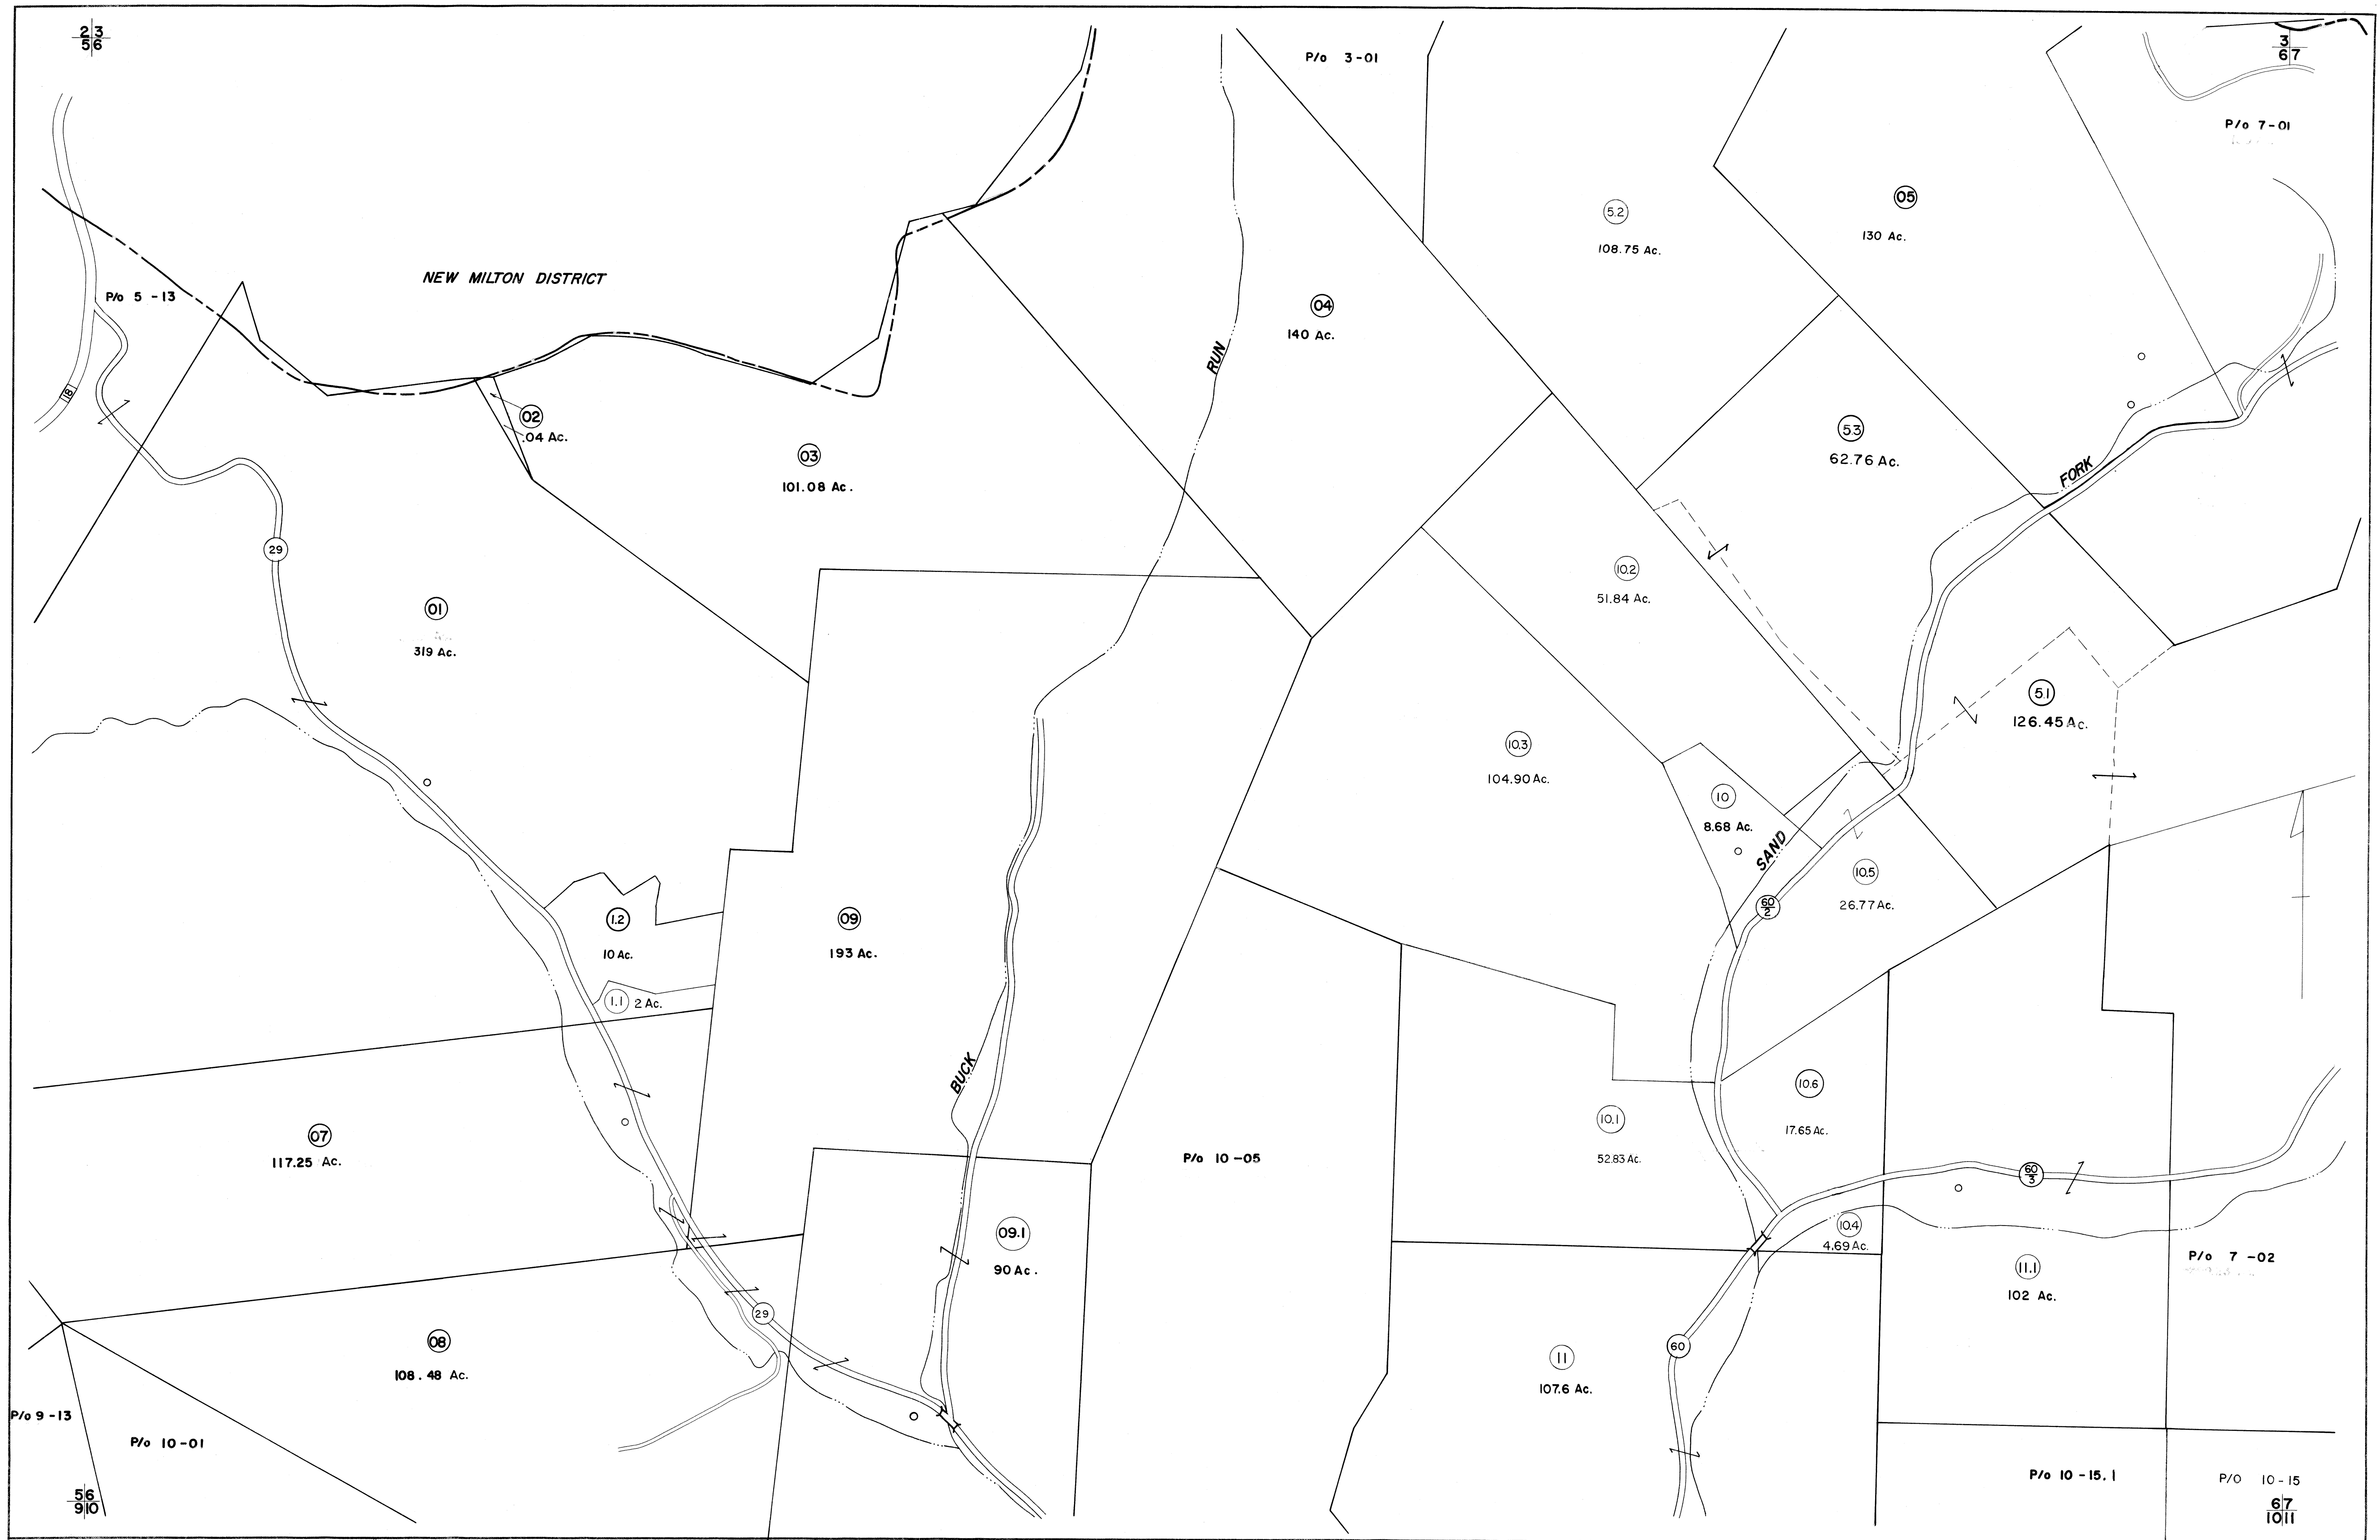 2 3
5 6
P/o 3-01
3
6 7
P/o 7-01
05
130 Ac.
5.2
108.75 Ac.
NEW MILTON DISTRICT
P/o 5-13
04
140 Ac.
RUN
18
02
.04 Ac.
03
101.08 Ac.
5.3
62.76 Ac.
FORK
29
10.2
51.84 Ac.
01
319 Ac.
5.1
126.45 Ac.
10.3
104.90 Ac.
10
8.68 Ac.
SAND
10.5
26.77 Ac.
60
2
1.2
10 Ac.
09
193 Ac.
1.1 2 Ac.
BUCK
10.6
17.65 Ac.
10.1
52.83 Ac.
07
117.25 Ac.
P/o 10-05
60
3
09.1
90 Ac.
10.4
4.69 Ac.
P/o 7-02
11.1
102 Ac.
29
08
108.48 Ac.
60
11
107.6 Ac.
P/o 9-13
P/o 10-01
P/o 10-15.1
P/O 10-15
5 6
9 10
6 7
10 11